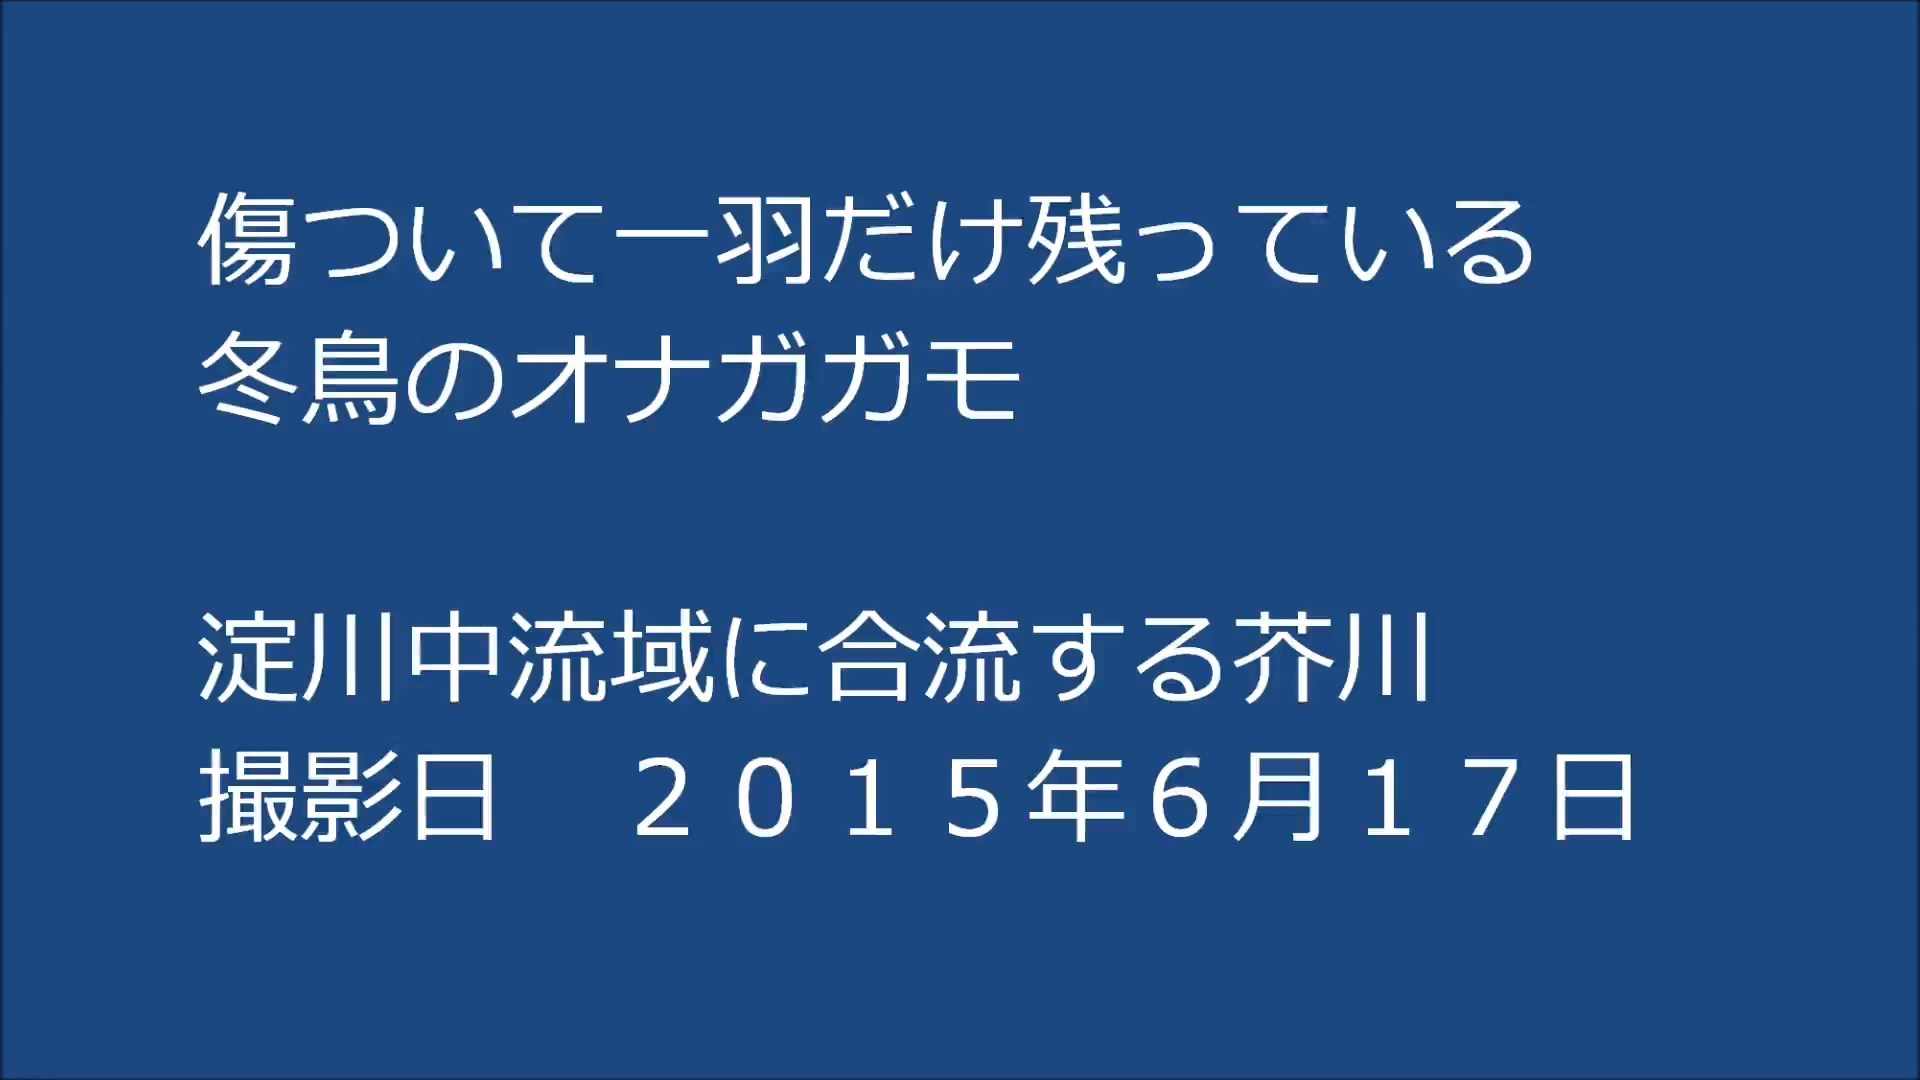 傷ついて一羽だけ残っている
冬鳥のオナガガモ
淀川中流域に合流する芥川
撮影日　２０１５年６月１７日